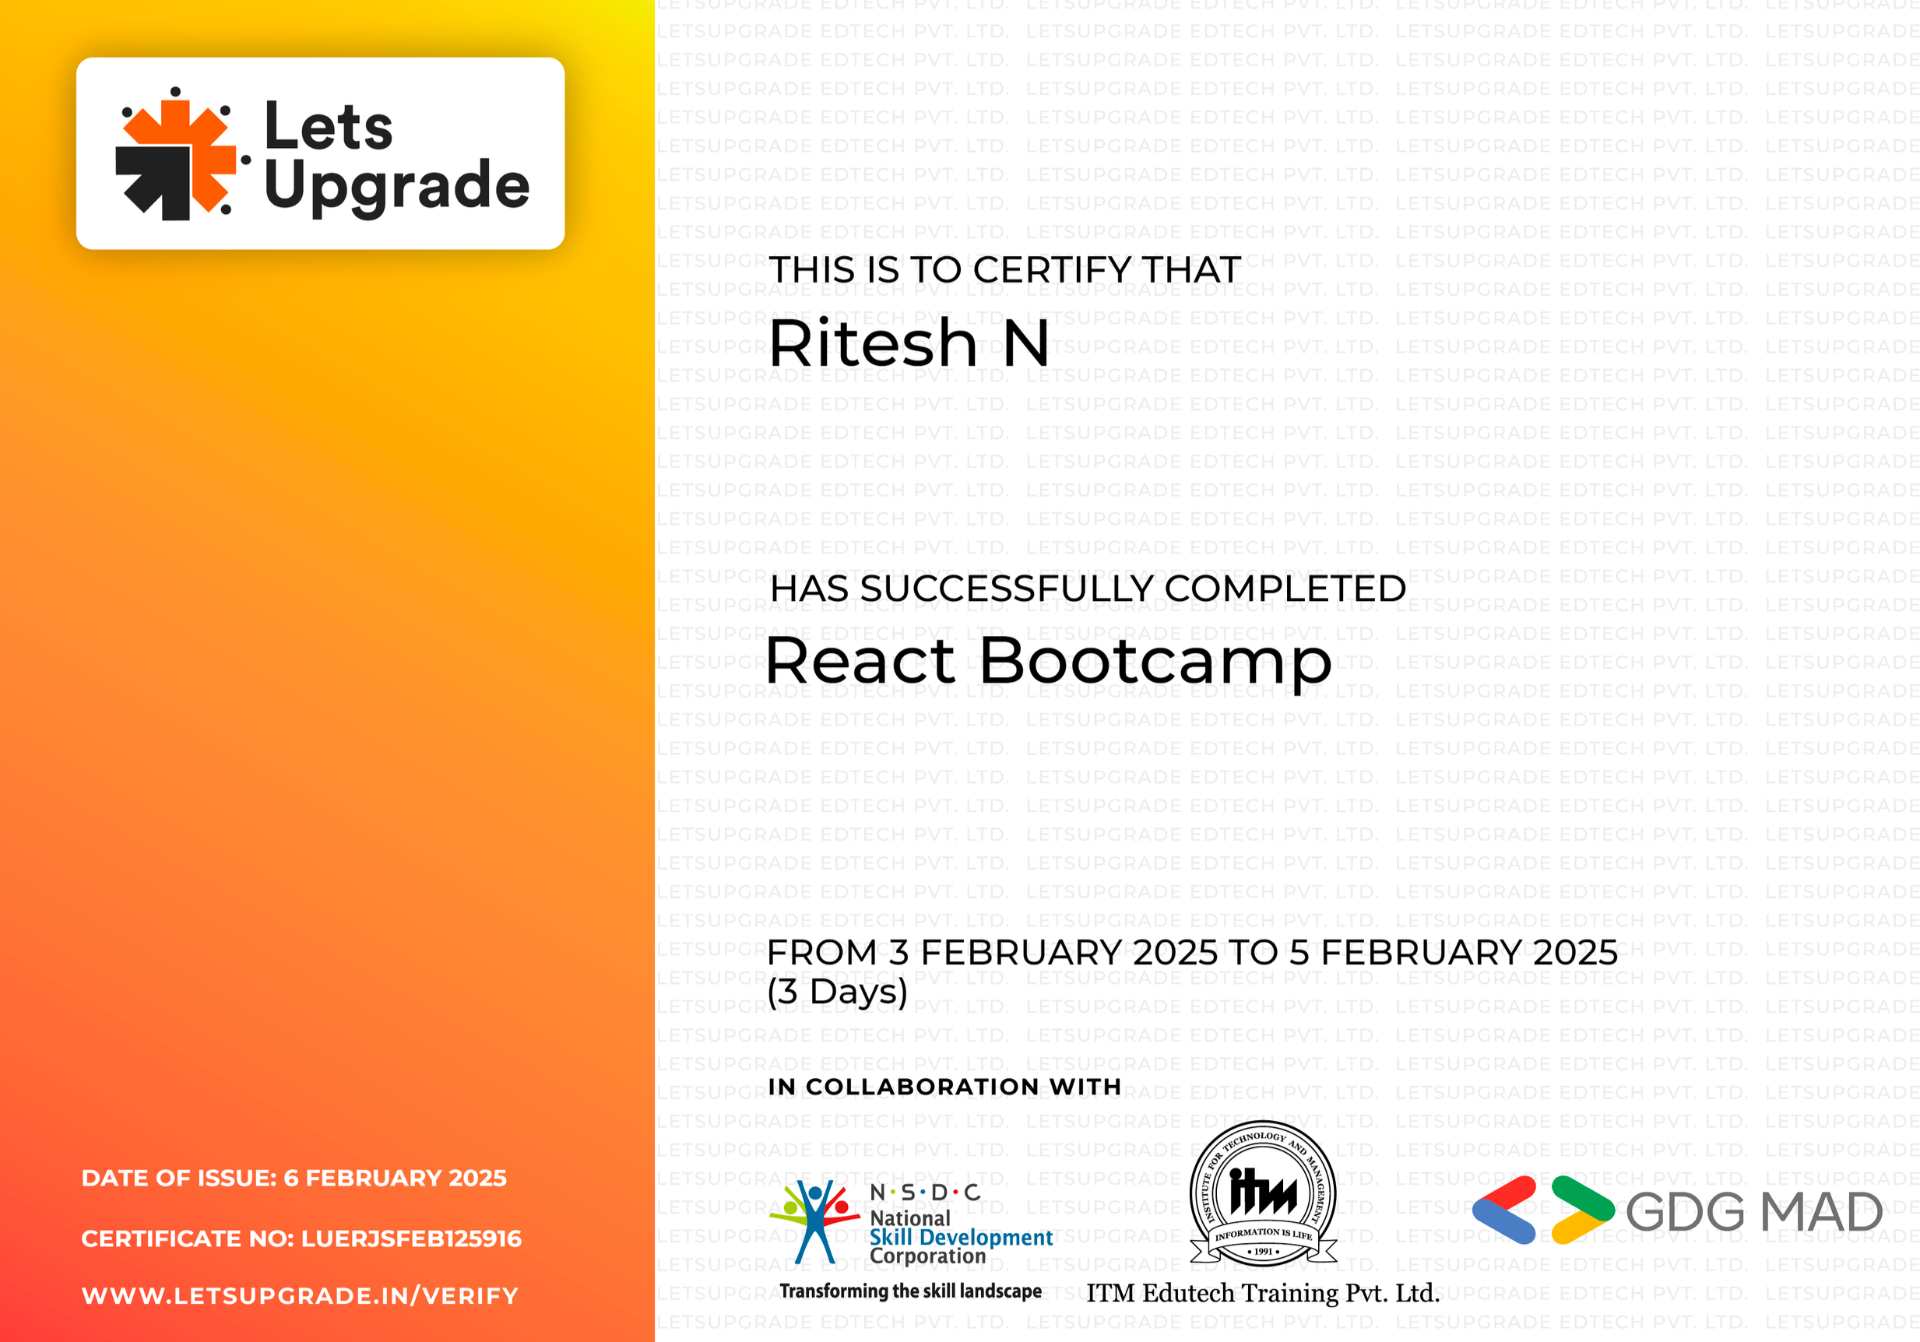 Lets
Upgrade
THIS IS TO CERTIFY THAT
Ritesh N
HAS SUCCESSFULLY COMPLETED
React Bootcamp
FROM 3 FEBRUARY 2025 TO 5 FEBRUARY 2025
(3 Days)
IN COLLABORATION WITH
N·S·D·C
National
Skill Development
Corporation
Transforming the skill landscape
INSTITUTE FOR TECHNOLOGY AND MANAGEMENT
itm
INFORMATION IS LIFE
• 1991 •
ITM Edutech Training Pvt. Ltd.
GDG MAD
DATE OF ISSUE: 6 FEBRUARY 2025
CERTIFICATE NO: LUERJSFEB125916
WWW.LETSUPGRADE.IN/VERIFY
LETSUPGRADE EDTECH PVT. LTD.